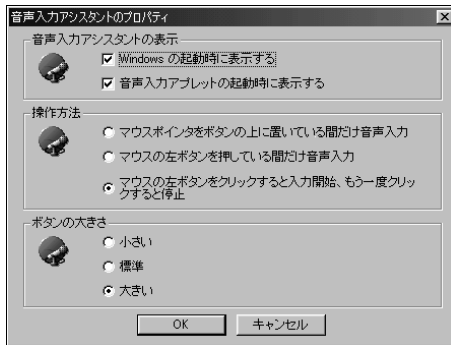 音声入力アシスタントのプロパティ
音声入力アシスタントの表示
Windows の起動時に表示する
音声入力アプレットの起動時に表示する
操作方法
マウスポインタをボタンの上に置いている間だけ音声入力
マウスの左ボタンを押している間だけ音声入力
マウスの左ボタンをクリックすると入力開始、もう一度クリッ
クすると停止
ボタンの大きさ
小さい
標準
大きい
OK キャンセル